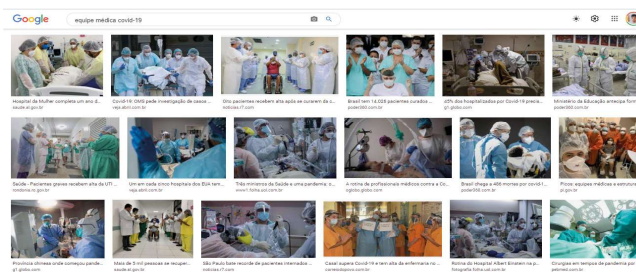 Google
equipe médica covid-19
Hospital da Mulher completa um ano d...
saude.al.gov.br
Covid-19: OMS pede investigação de casos ...
veja.abril.com.br
Oito pacientes recebem alta após se curarem da c...
noticias.r7.com
Brasil tem 14.026 pacientes curados ...
poder360.com.br
45% dos hospitalizados por Covid-19 precis...
g1.globo.com
Ministério da Educação antecipa form
poder360.com.br
Saúde - Pacientes graves recebem alta da UTI ...
rondonia.ro.gov.br
Um em cada cinco hospitais dos EUA tem...
veja.abril.com.br
Três ministros da Saúde e uma pandemia: o...
www1.folha.uol.com.br
A rotina de profissionais médicos contra a Co...
oglobo.globo.com
Brasil chega a 486 mortes por covid-1...
poder360.com.br
Picos: equipes médicas e estrutura
pi.gov.br
Província chinesa onde começou pande...
g1.globo.com
Mais de 5 mil pessoas se recuper...
saude.al.gov.br
São Paulo bate recorde de pacientes internados ...
noticias.r7.com
Casal supera Covid-19 e tem alta da enfermaria no ...
correiodopovo.com.br
Rotina do Hospital Albert Einstein na p...
fotografia.folha.uol.com.br
Cirurgias em tempos de pandemia por
pebmed.com.br